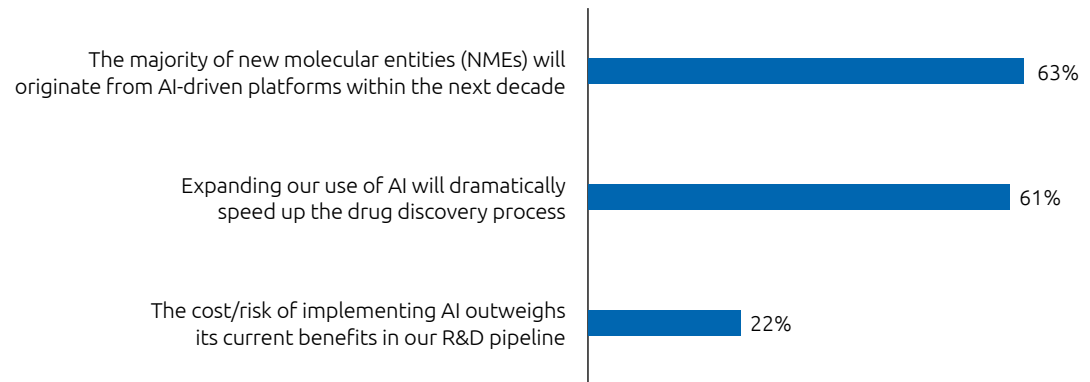 The majority of new molecular entities (NMEs) will
originate from AI-driven platforms within the next decade
63%
Expanding our use of AI will dramatically
speed up the drug discovery process
61%
The cost/risk of implementing AI outweighs
its current benefits in our R&D pipeline
22%